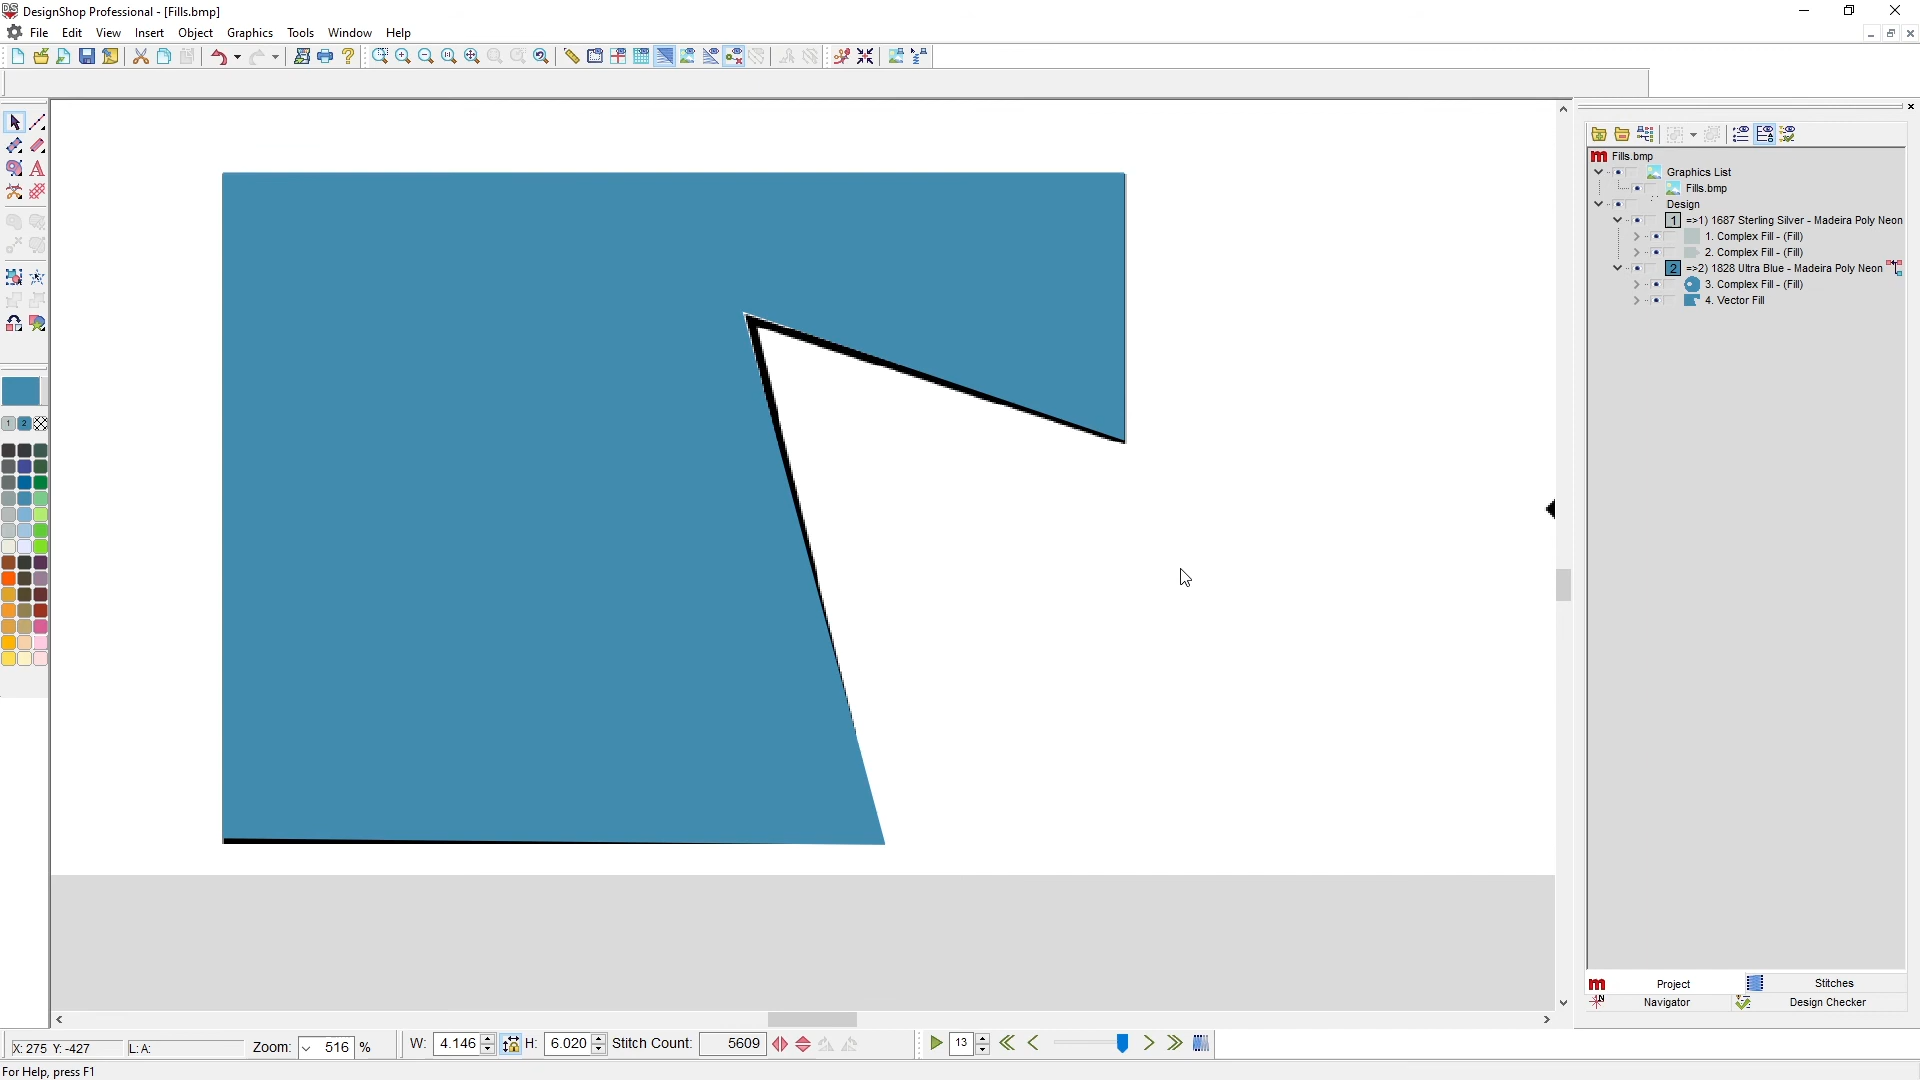 DesignShop Professional - [Fills.bmp]
File Edit View Insert Object Graphics Tools Window Help
Fills.bmp
Graphics List
Fills.bmp
Design
1 =>1) 1687 Sterling Silver - Madeira Poly Neon
1. Complex Fill - (Fill)
2. Complex Fill - (Fill)
2 =>2) 1828 Ultra Blue - Madeira Poly Neon
3. Complex Fill - (Fill)
4. Vector Fill
1 2
Project Stitches
Navigator Design Checker
X: 275 Y: -427 L: A: Zoom: 516 % W: 4.146 H: 6.020 Stitch Count: 5609 13
For Help, press F1